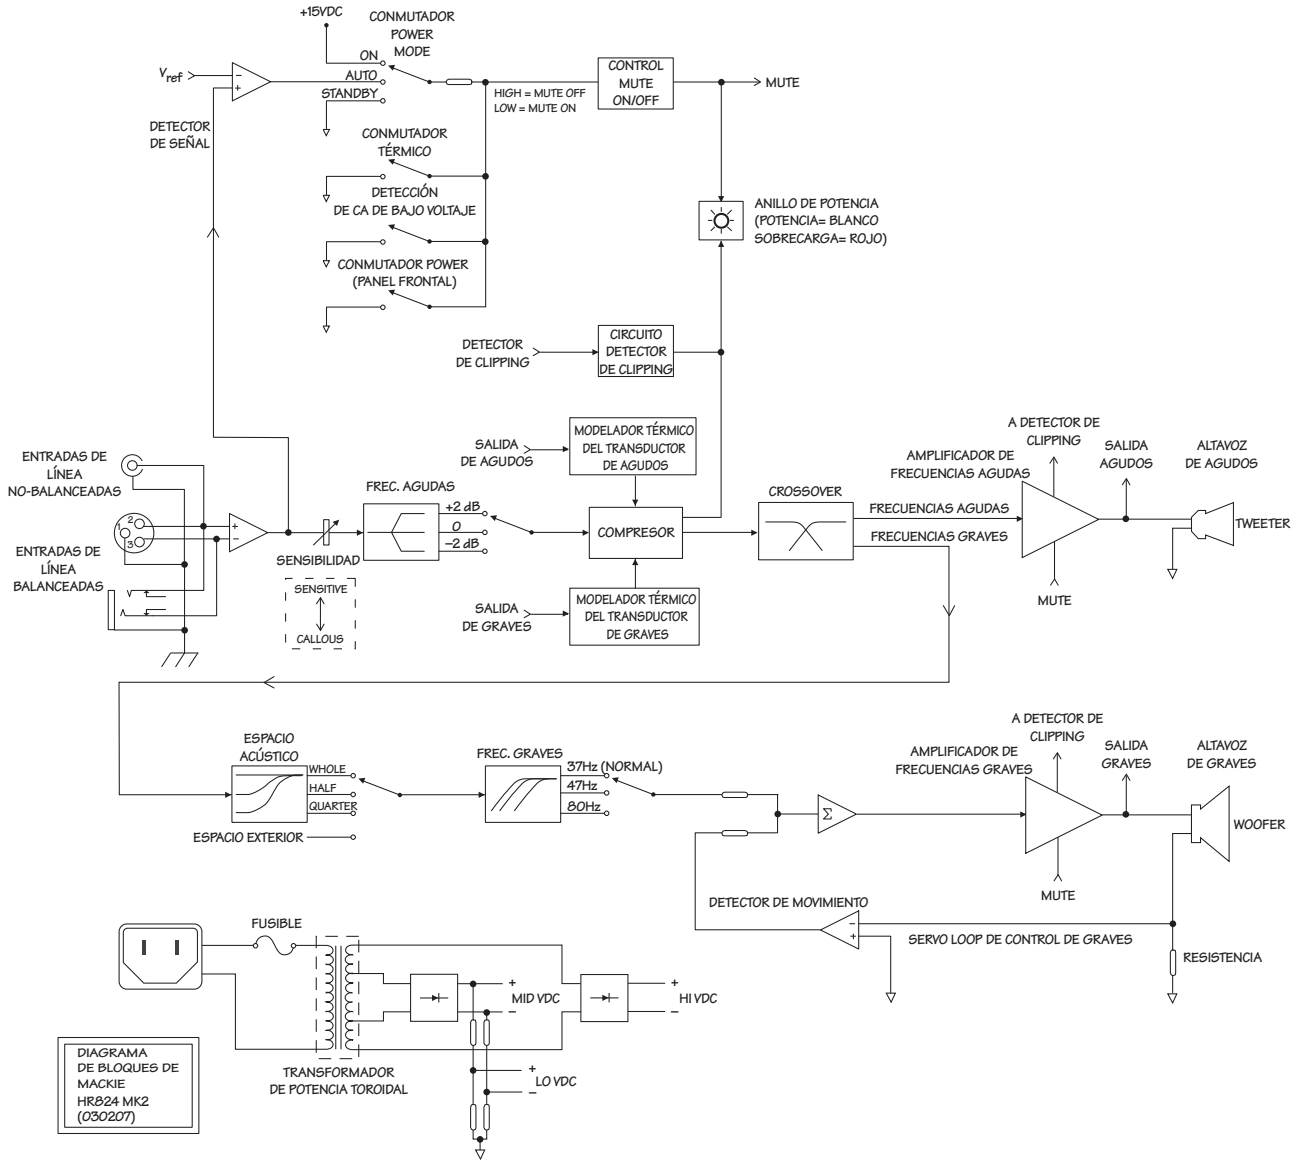 +15VDC
CONMUTADOR
POWER
MODE
ON
AUTO
STANDBY
Vref
−
+
DETECTOR
DE SEÑAL
HIGH = MUTE OFF
LOW = MUTE ON
CONTROL
MUTE
ON/OFF
MUTE
CONMUTADOR
TÉRMICO
DETECCIÓN
DE CA DE BAJO VOLTAJE
CONMUTADOR POWER
(PANEL FRONTAL)
ANILLO DE POTENCIA
(POTENCIA= BLANCO
SOBRECARGA= ROJO)
DETECTOR
DE CLIPPING
CIRCUITO
DETECTOR
DE CLIPPING
ENTRADAS DE
LÍNEA
NO-BALANCEADAS
1
2
3
ENTRADAS DE
LÍNEA
BALANCEADAS
+
−
SENSIBILIDAD
SENSITIVE
CALLOUS
FREC. AGUDAS
+2 dB
0
−2 dB
SALIDA
DE AGUDOS
MODELADOR TÉRMICO
DEL TRANSDUCTOR
DE AGUDOS
COMPRESOR
SALIDA
DE GRAVES
MODELADOR TÉRMICO
DEL TRANSDUCTOR
DE GRAVES
CROSSOVER
FRECUENCIAS AGUDAS
FRECUENCIAS GRAVES
AMPLIFICADOR DE
FRECUENCIAS AGUDAS
A DETECTOR DE
CLIPPING
SALIDA
AGUDOS
ALTAVOZ
DE AGUDOS
TWEETER
MUTE
ESPACIO
ACÚSTICO
WHOLE
HALF
QUARTER
ESPACIO EXTERIOR
FREC. GRAVES
37Hz (NORMAL)
47Hz
80Hz
Σ
AMPLIFICADOR DE
FRECUENCIAS GRAVES
A DETECTOR DE
CLIPPING
SALIDA
GRAVES
ALTAVOZ
DE GRAVES
WOOFER
MUTE
DETECTOR DE MOVIMIENTO
−
+
SERVO LOOP DE CONTROL DE GRAVES
RESISTENCIA
FUSIBLE
TRANSFORMADOR
DE POTENCIA TOROIDAL
+
MID VDC
−
+
HI VDC
−
+
LO VDC
−
DIAGRAMA
DE BLOQUES DE
MACKIE
HR824 MK2
(030207)